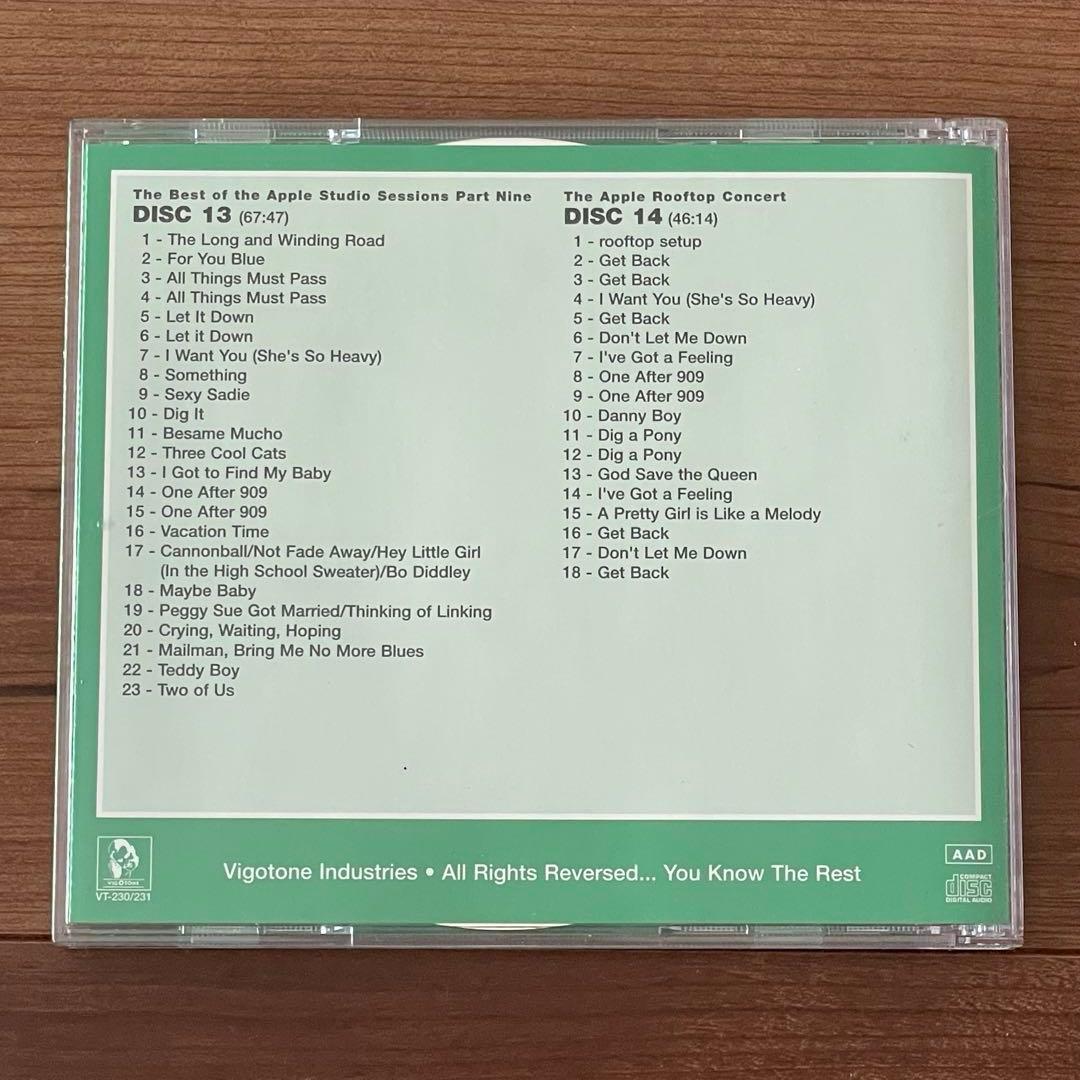 The Best of the Apple Studio Sessions Part Nine
DISC 13 (67:47)
1 - The Long and Winding Road
2 - For You Blue
3 - All Things Must Pass
4 - All Things Must Pass
5 - Let It Down
6 - Let it Down
7 - I Want You (She's So Heavy)
8 - Something
9 - Sexy Sadie
10 - Dig It
11 - Besame Mucho
12 - Three Cool Cats
13 - I Got to Find My Baby
14 - One After 909
15 - One After 909
16 - Vacation Time
17 - Cannonball/Not Fade Away/Hey Little Girl
(In the High School Sweater)/Bo Diddley
18 - Maybe Baby
19 - Peggy Sue Got Married/Thinking of Linking
20 - Crying, Waiting, Hoping
21 - Mailman, Bring Me No More Blues
22 - Teddy Boy
23 - Two of Us
The Apple Rooftop Concert
DISC 14 (46:14)
1 - rooftop setup
2 - Get Back
3 - Get Back
4 - I Want You (She's So Heavy)
5 - Get Back
6 - Don't Let Me Down
7 - I've Got a Feeling
8 - One After 909
9 - One After 909
10 - Danny Boy
11 - Dig a Pony
12 - Dig a Pony
13 - God Save the Queen
14 - I've Got a Feeling
15 - A Pretty Girl is Like a Melody
16 - Get Back
17 - Don't Let Me Down
18 - Get Back
VIGOTONE
VT-230/231
Vigotone Industries • All Rights Reversed... You Know The Rest
AAD
COMPACT
disc
DIGITAL AUDIO